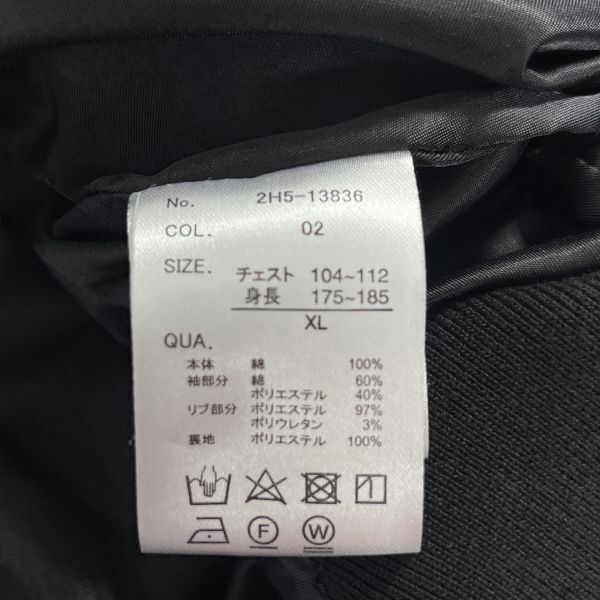 No. 2H5-13836
COL. 02
SIZE. チェスト 104~112
身長 175~185
XL
QUA.
本体 綿 100%
袖部分 綿 60%
ポリエステル 40%
リブ部分 ポリエステル 97%
ポリウレタン 3%
裏地 ポリエステル 100%
F W